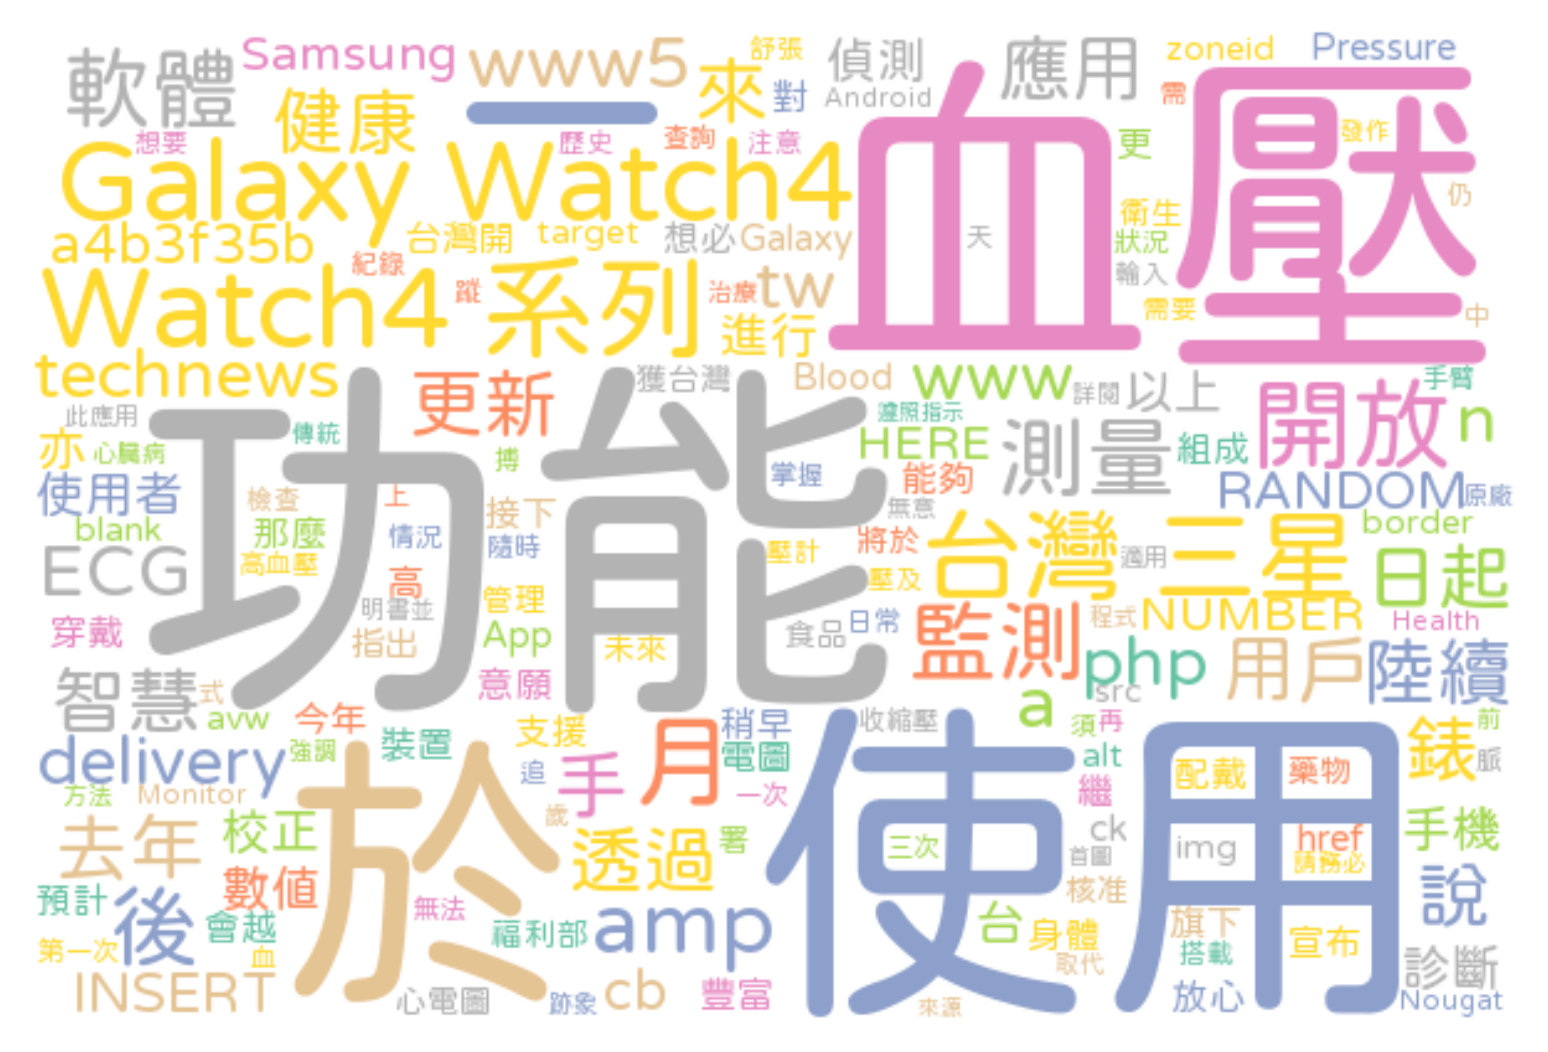 軟體 Samsung www5 舒張 偵測 應用 zoneid Pressure
健康 一 來 對 Android 需 血壓
想要 歷史 查詢 注意 更 發作
Galaxy Watch4 仍
a4b3f35b 台灣開 target 想必 Galaxy 天 衛生
紀錄 狀況
Watch4 系列 蹤 治療 tw 輸入
進行 需要 中
technews 更新 獲台灣 Blood www 詳閱 以上 手臂
此應用 功能 遵照指示 開放 n
亦 心臟病 傳統 搏 HERE 測量 組成
使用者 檢查 上 接下 掌握 能夠 RANDOM 原廠
blank 那麼 情況 隨時 無意 border
ECG 高血壓 壓計 將於 台灣 三星 適用 日起
高 明書並 管理 壓及
穿戴 指出 App 未來 食品 日常 監測 程式 NUMBER Health
智慧 式 意願 php 用戶 陸續
avw 今年 支援 月 稍早 收縮壓 a src 須 再 前
delivery 強調 裝置 追 手 電圖 使用 alt 錶 脈
方法 Monitor 於 一次 繼 配戴 藥物
去年 校正 歲 透過 署 三次 ck img href 手機
數值 首圖 請務必
預計 後 會越 無法 福利部 amp 核准 說
第一次 血 台 身體 旗下 宣布
INSERT 心電圖 跡象 cb 豐富 取代 搭載 診斷
來源 放心 Nougat